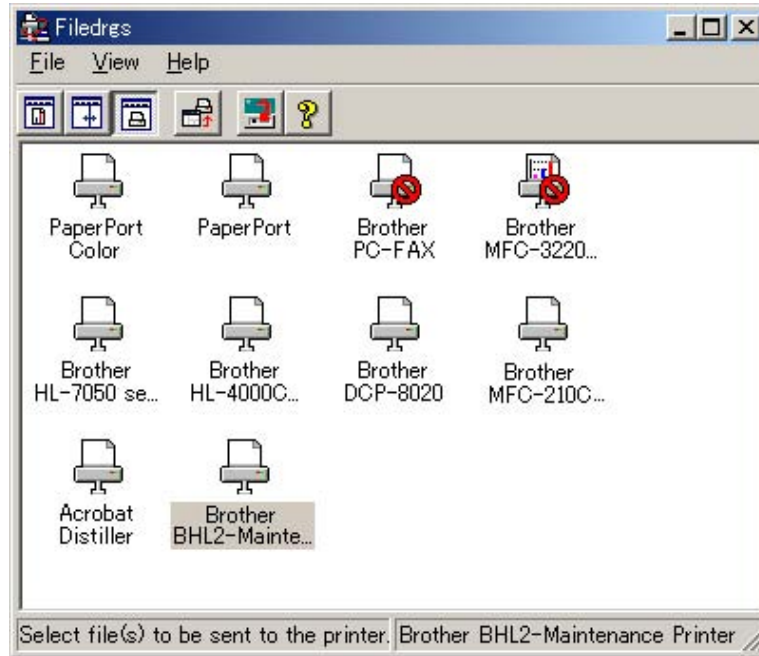 Filedrgs
File View Help
PaperPort
Color
PaperPort
Brother
PC-FAX
Brother
MFC-3220...
Brother
HL-7050 se...
Brother
HL-4000C...
Brother
DCP-8020
Brother
MFC-210C...
Acrobat
Distiller
Brother
BHL2-Mainte...
Select file(s) to be sent to the printer. Brother BHL2-Maintenance Printer